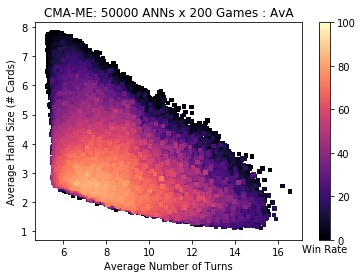 CMA-ME: 50000 ANNs x 200 Games : AvA
8
7
6
5
4
3
2
1
Average Hand Size (# Cards)
6 8 10 12 14 16
Average Number of Turns
100
80
60
40
20
0
Win Rate